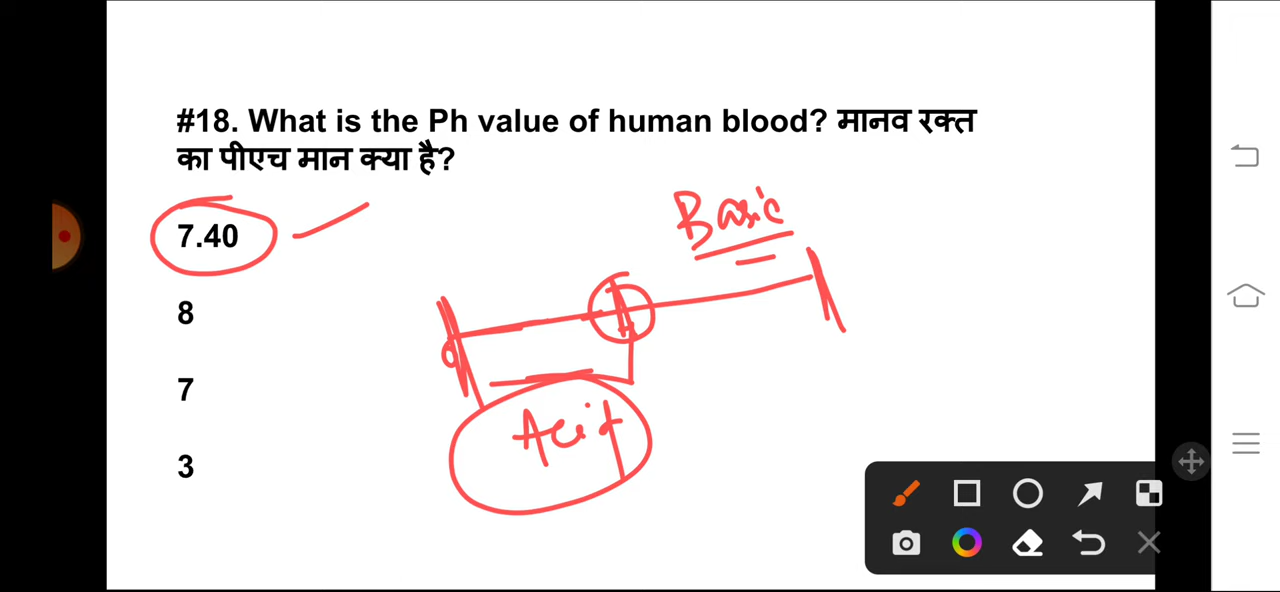 #18. What is the Ph value of human blood? मानव रक्त
का पीएच मान क्या है?
7.40
Basic
8
7
Acid
3